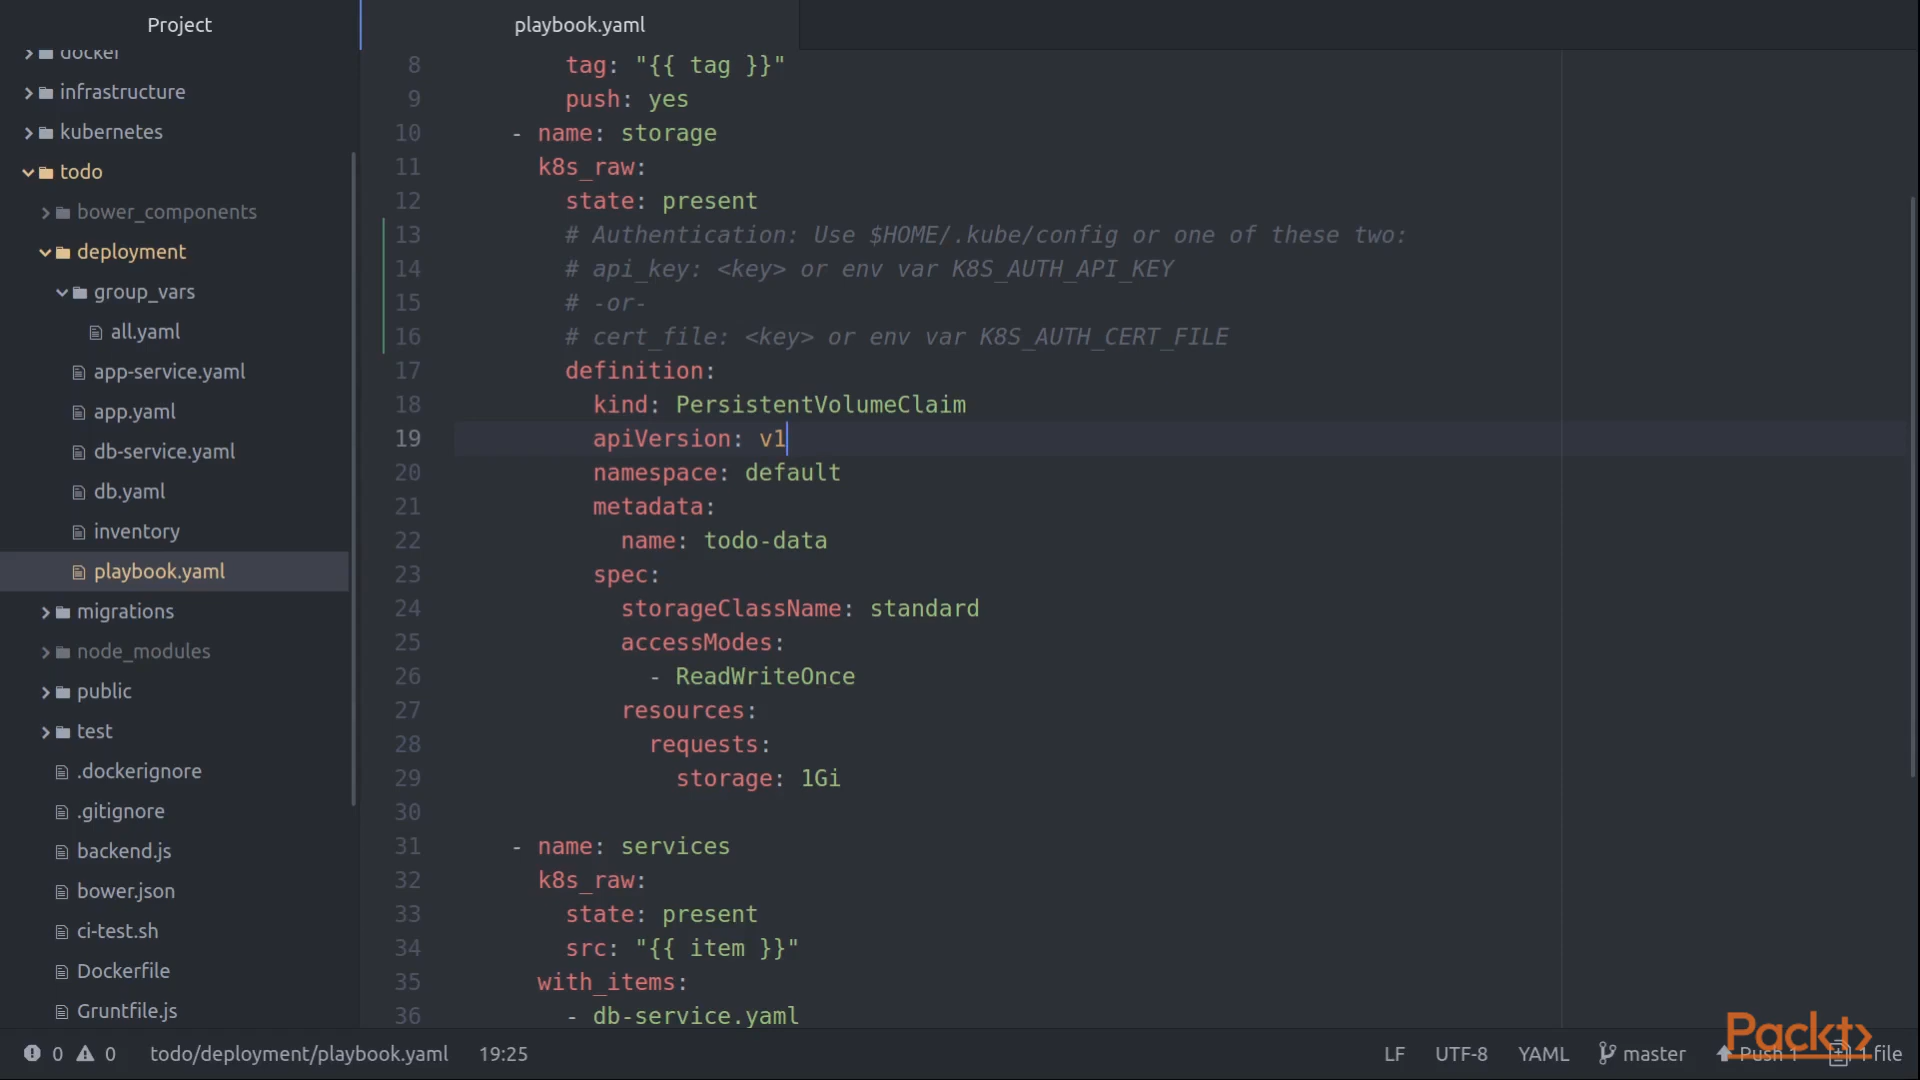 Project
docker
infrastructure
kubernetes
todo
bower_components
deployment
group_vars
all.yaml
app-service.yaml
app.yaml
db-service.yaml
db.yaml
inventory
playbook.yaml
migrations
node_modules
public
test
.dockerignore
.gitignore
backend.js
bower.json
ci-test.sh
Dockerfile
Gruntfile.js
playbook.yaml
8 tag: "{{ tag }}"
9 push: yes
10 - name: storage
11 k8s_raw:
12 state: present
13 # Authentication: Use $HOME/.kube/config or one of these two:
14 # api_key: <key> or env var K8S_AUTH_API_KEY
15 # -or-
16 # cert_file: <key> or env var K8S_AUTH_CERT_FILE
17 definition:
18 kind: PersistentVolumeClaim
19 apiVersion: v1
20 namespace: default
21 metadata:
22 name: todo-data
23 spec:
24 storageClassName: standard
25 accessModes:
26 - ReadWriteOnce
27 resources:
28 requests:
29 storage: 1Gi
30
31 - name: services
32 k8s_raw:
33 state: present
34 src: "{{ item }}"
35 with_items:
36 - db-service.yaml
0 0 todo/deployment/playbook.yaml 19:25 LF UTF-8 YAML master Push 1 1 file
Packt